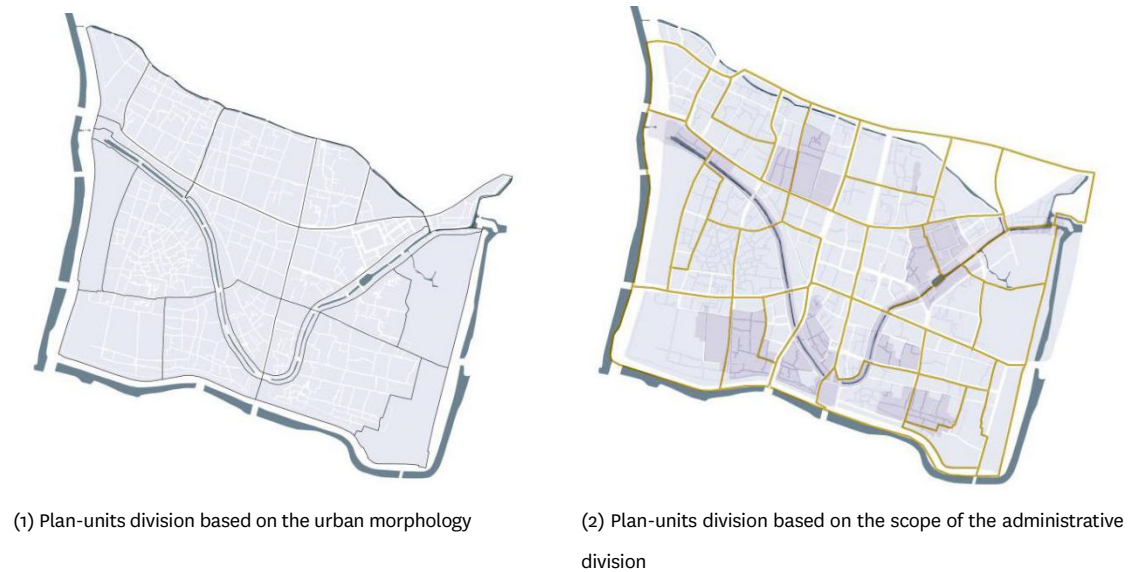 (1) Plan-units division based on the urban morphology
(2) Plan-units division based on the scope of the administrative
division